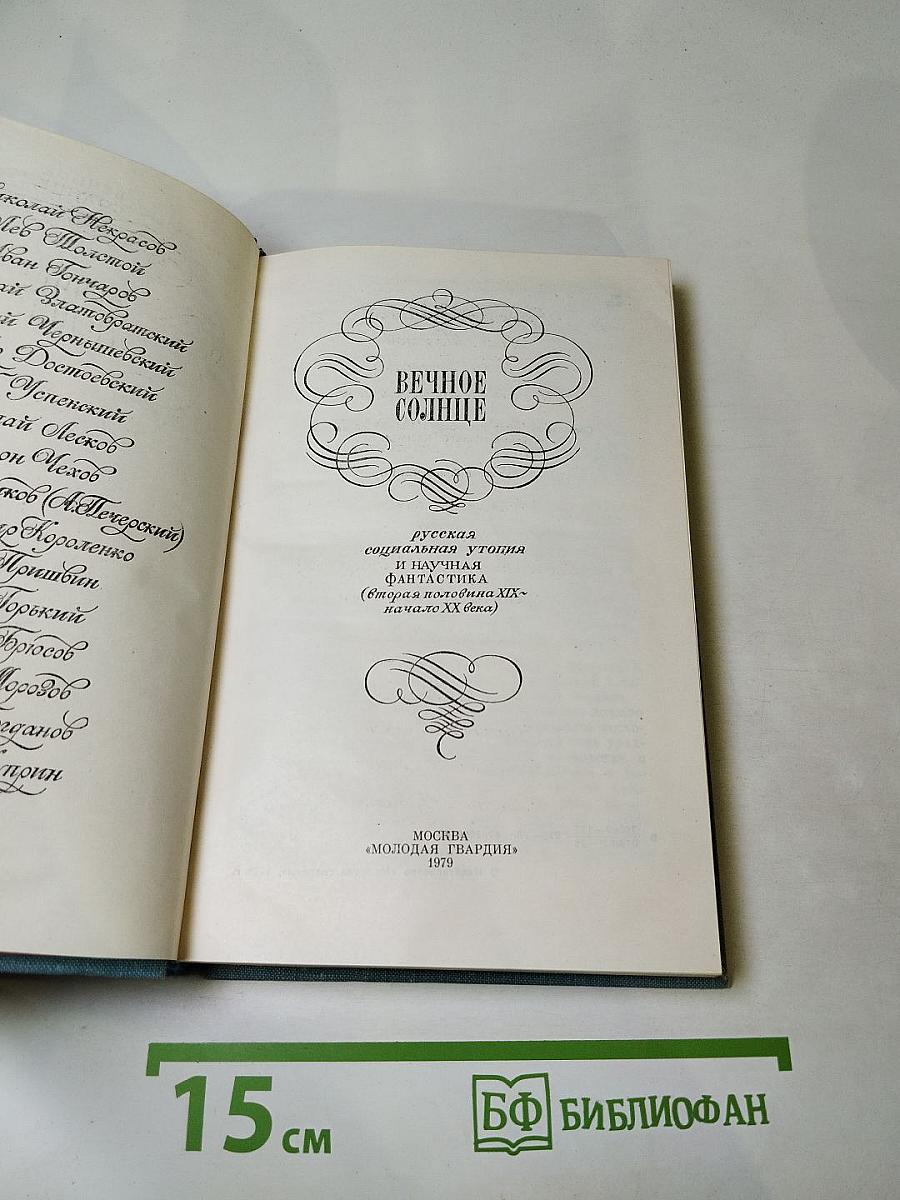 Некрасов
Лев Толстой
Иван Гончаров
Златовратский
Чернышевский
Достоевский
Успенский
Лесков
Чехов
(А.Печерский)
Короленко
Пришвин
Горький
Брюсов
Морозов
ВЕЧНОЕ
СОЛНЦЕ
русская
социальная утопия
И НАУЧНАЯ
ФАНТАСТИКА
(вторая половина XIX~
начало XX века)
МОСКВА
«МОЛОДАЯ ГВАРДИЯ»
1979
15 см
БФ БИБЛИОФАН